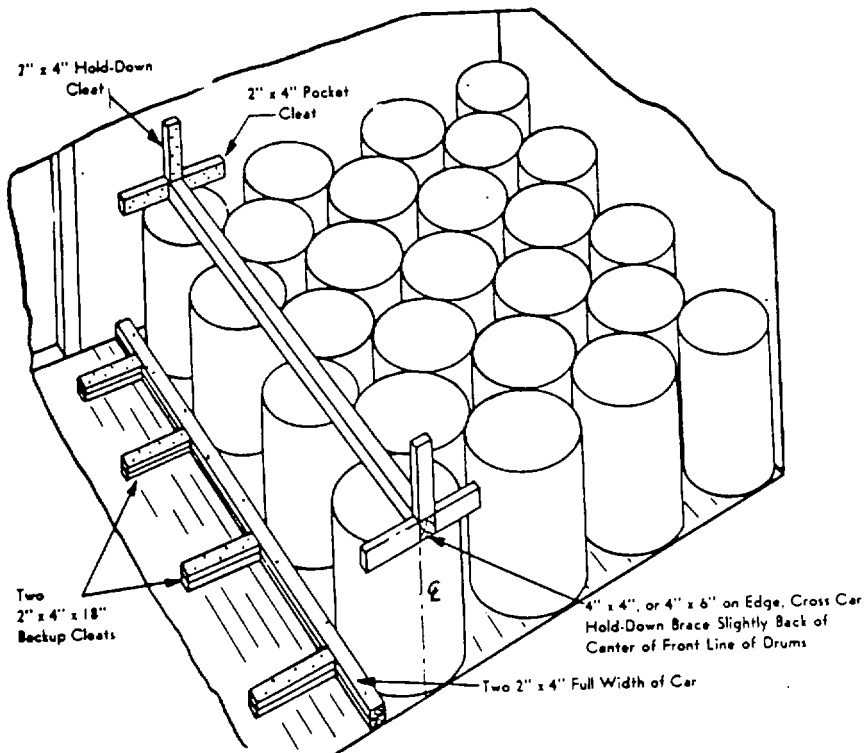 2" x 4" Hold-Down
Cleat
2" x 4" Pocket
Cleat
℄
Two
2" x 4" x 18"
Backup Cleats
4" x 4", or 4" x 6" on Edge, Cross Car
Hold-Down Brace Slightly Back of
Center of Front Line of Drums
Two 2" x 4" Full Width of Car